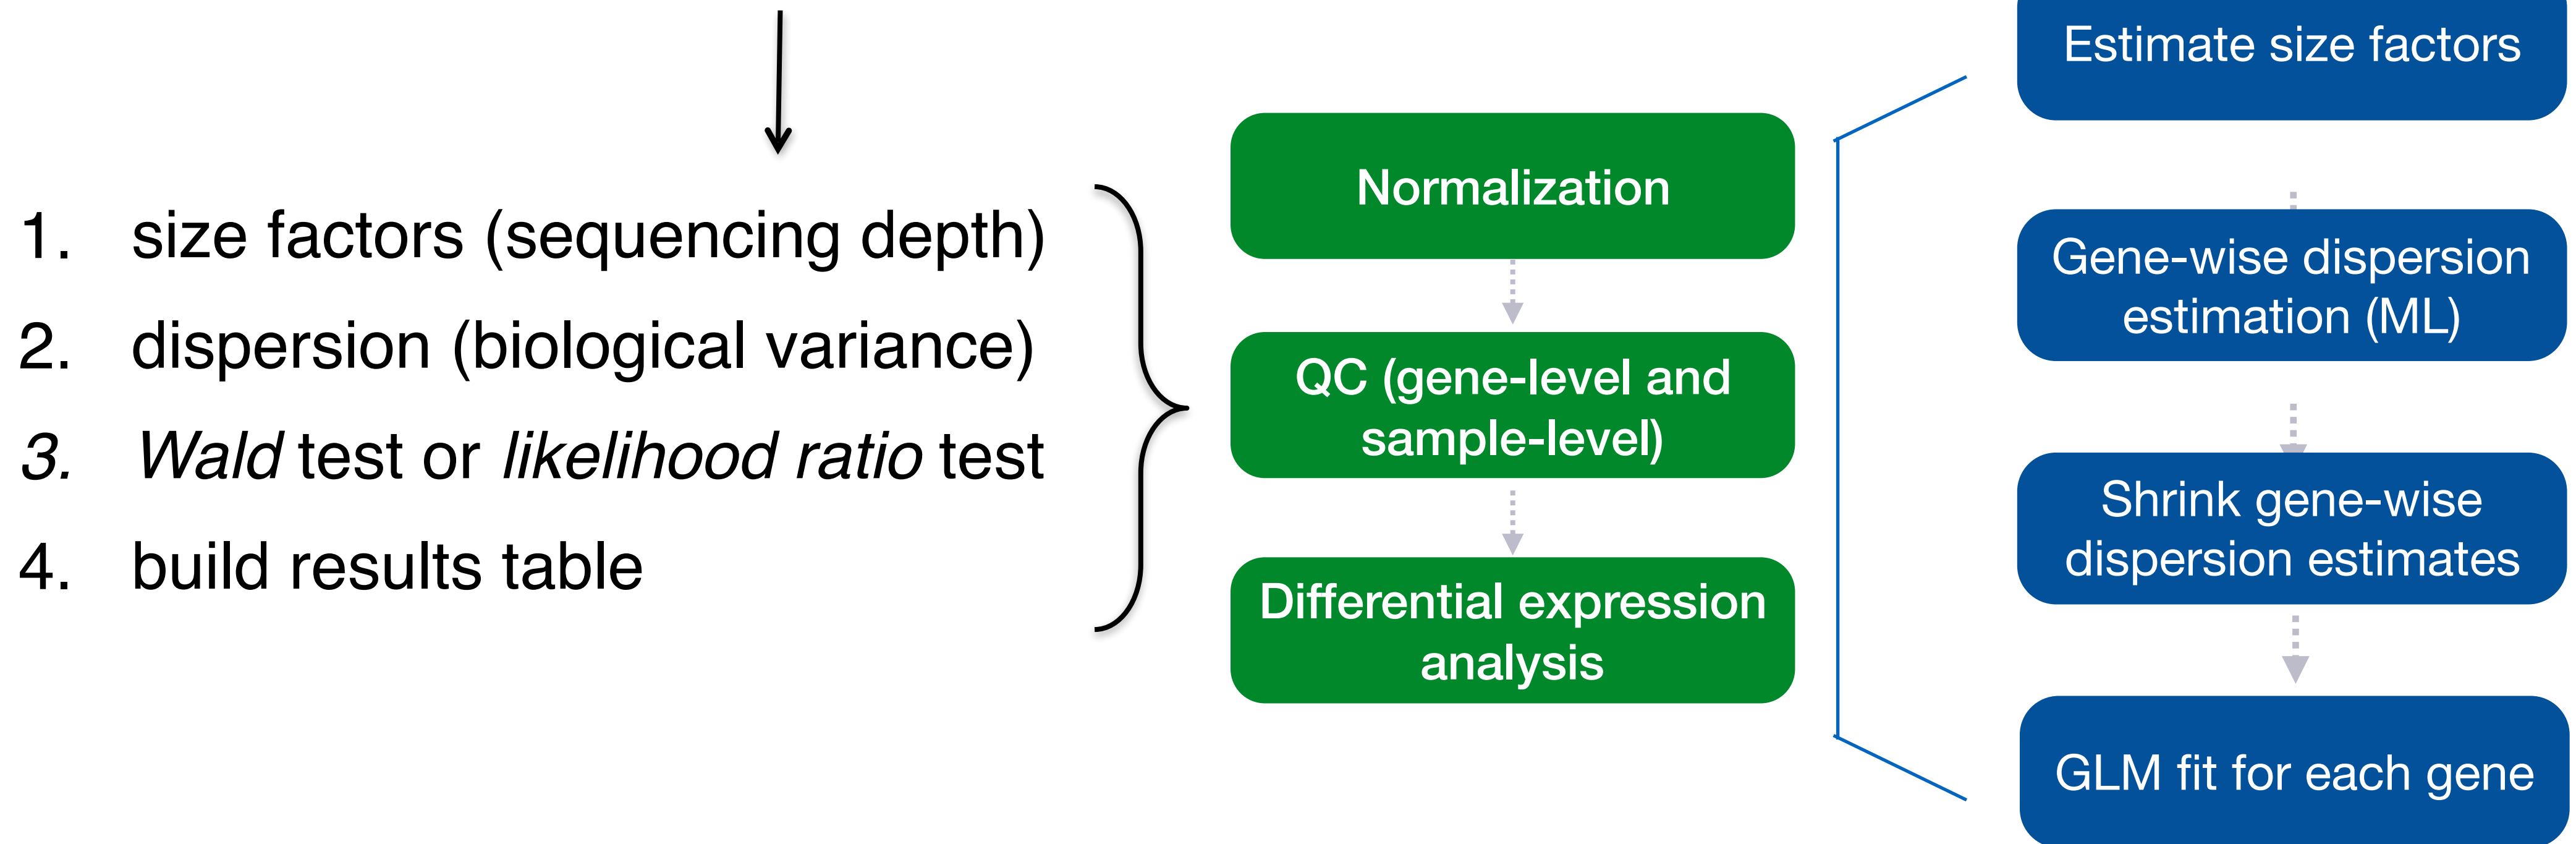 1. size factors (sequencing depth)
2. dispersion (biological variance)
3. Wald test or likelihood ratio test
4. build results table
Normalization
QC (gene-level and
sample-level)
Differential expression
analysis
Estimate size factors
Gene-wise dispersion
estimation (ML)
Shrink gene-wise
dispersion estimates
GLM fit for each gene